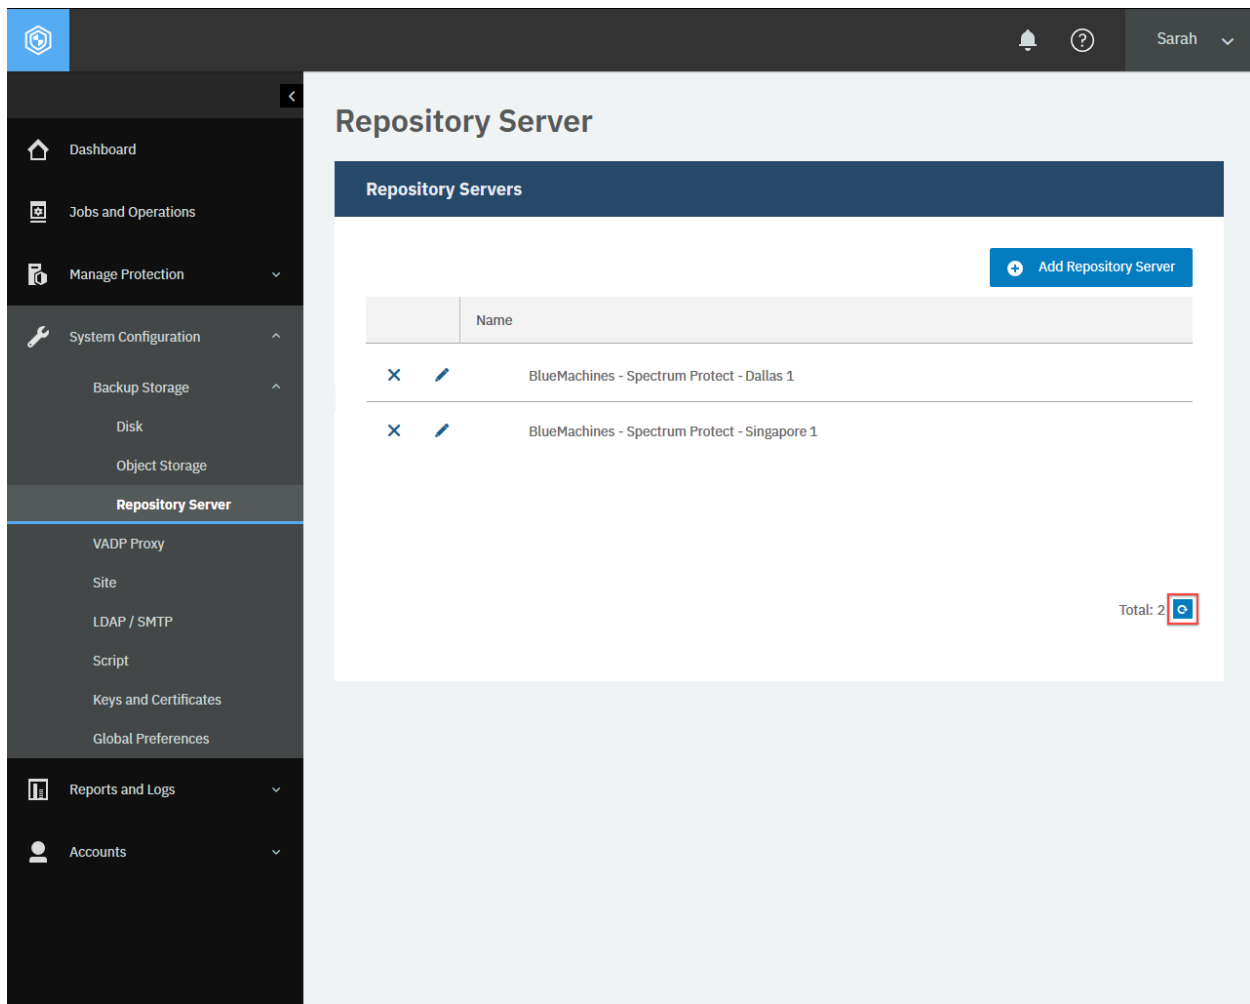 Sarah
Dashboard
Jobs and Operations
Manage Protection
System Configuration
Backup Storage
Disk
Object Storage
Repository Server
VADP Proxy
Site
LDAP / SMTP
Script
Keys and Certificates
Global Preferences
Reports and Logs
Accounts
Repository Server
Repository Servers
Add Repository Server
Name
BlueMachines - Spectrum Protect - Dallas 1
BlueMachines - Spectrum Protect - Singapore 1
Total: 2